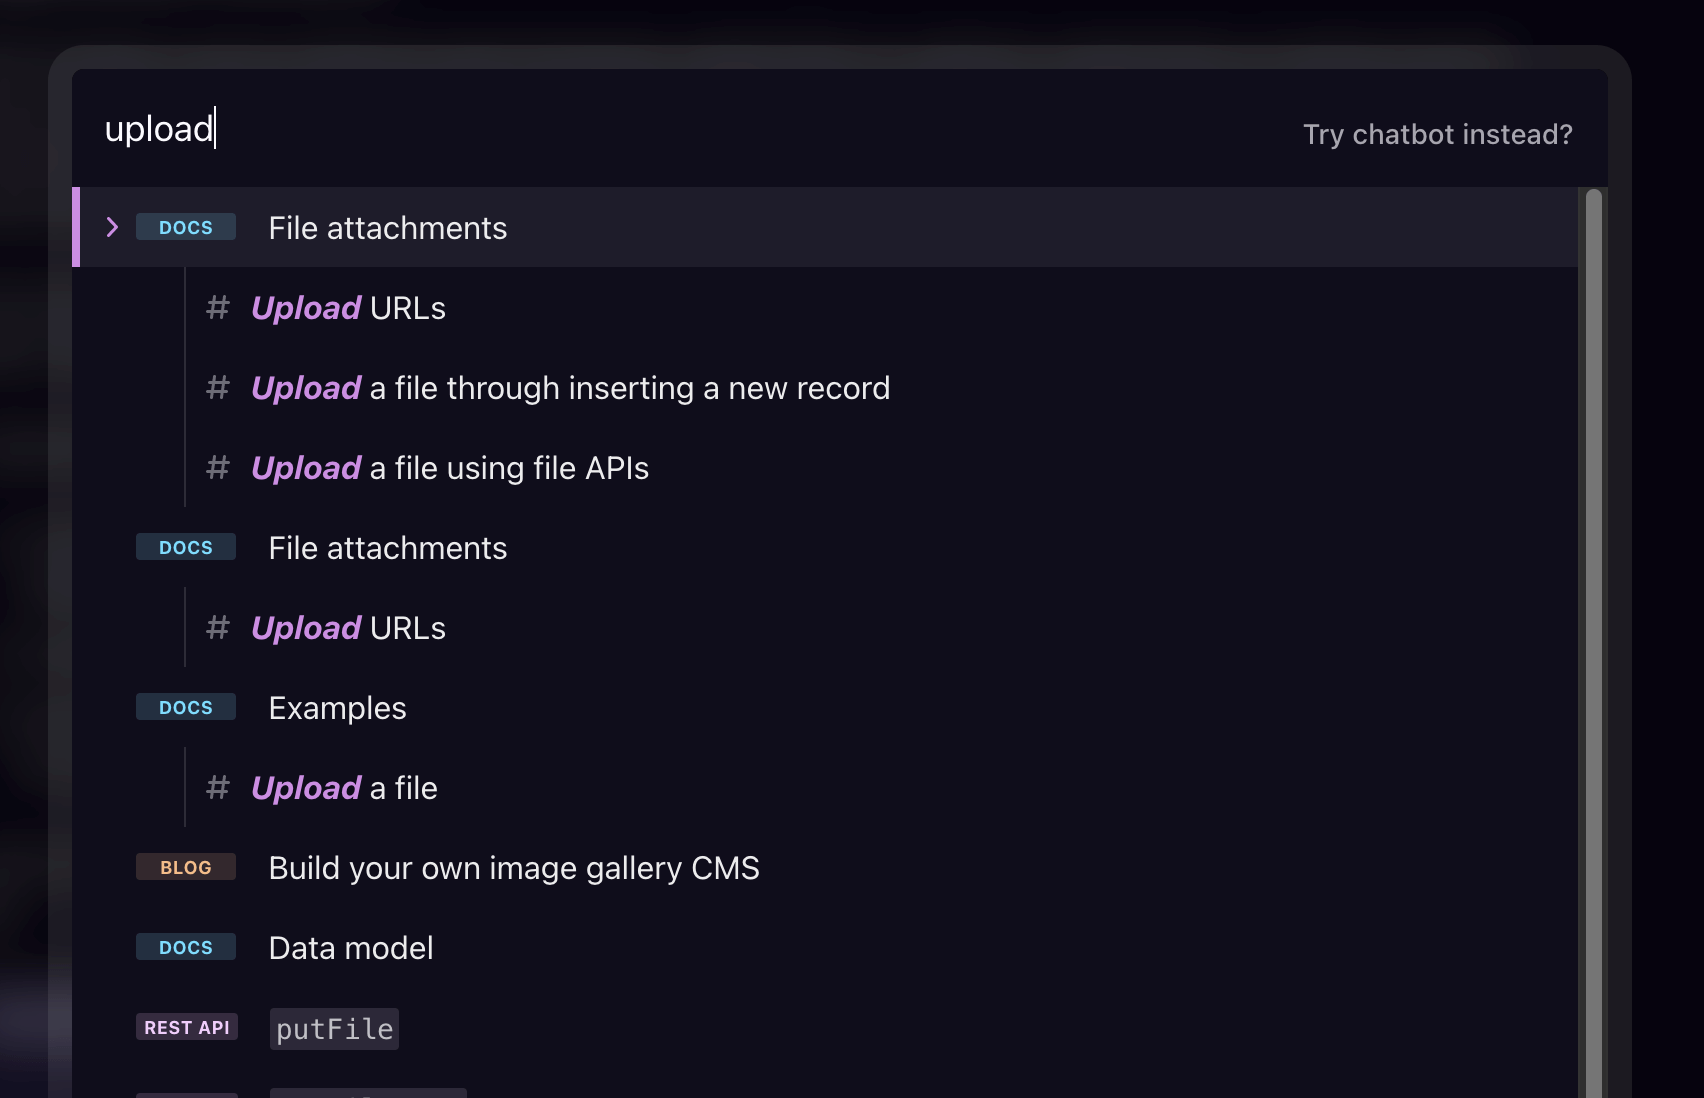 upload
Try chatbot instead?
DOCS File attachments
# Upload URLs
# Upload a file through inserting a new record
# Upload a file using file APIs
DOCS File attachments
# Upload URLs
DOCS Examples
# Upload a file
BLOG Build your own image gallery CMS
DOCS Data model
REST API putFile